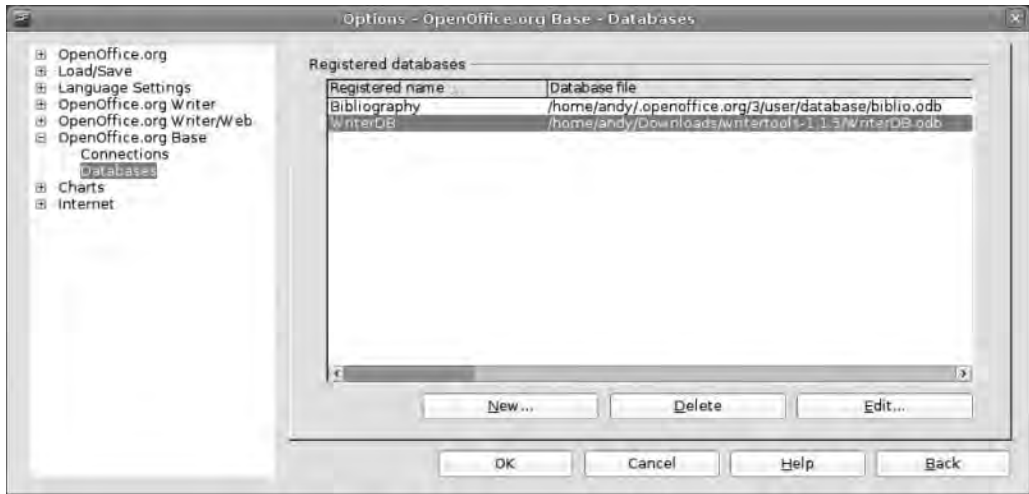 Options - OpenOffice.org Base - Databases
OpenOffice.org
Load/Save
Language Settings
OpenOffice.org Writer
OpenOffice.org Writer/Web
OpenOffice.org Base
Connections
Databases
Charts
Internet
Registered databases
Registered name Database file
Bibliography /home/andy/.openoffice.org/3/user/database/biblio.odb
WriterDB /home/andy/Downloads/writertools-1.1.5/WriterDB.odb
New... Delete Edit...
OK Cancel Help Back